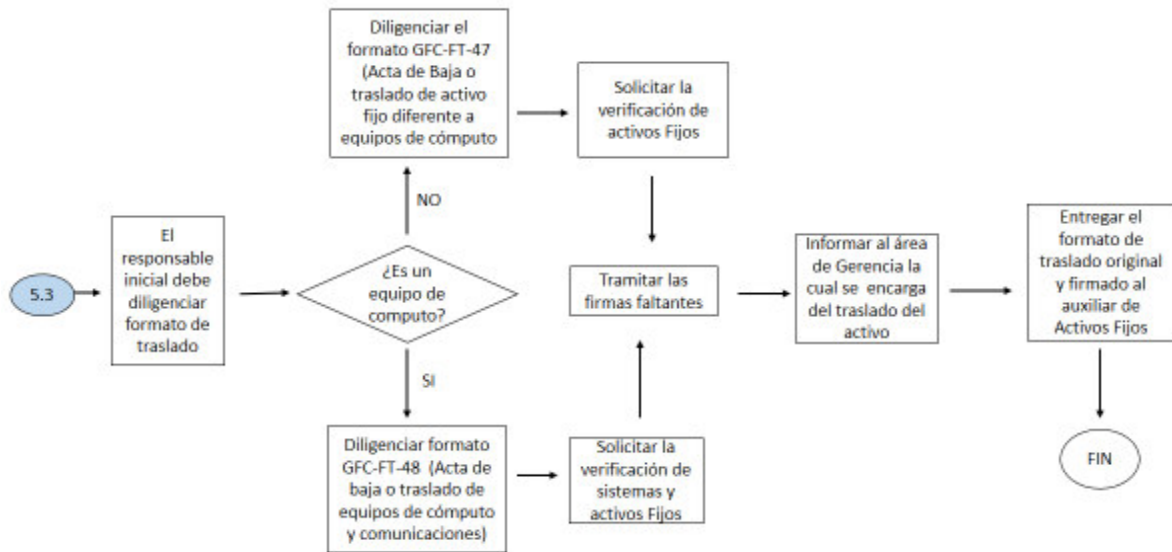 5.3
El
responsable
inicial debe
diligenciar
formato de
traslado
¿Es un
equipo de
computo?
NO
Diligenciar el
formato GFC-FT-47
(Acta de Baja o
traslado de activo
fijo diferente a
equipos de cómputo
Solicitar la
verificación de
activos Fijos
SI
Diligenciar formato
GFC-FT-48 (Acta de
baja o traslado de
equipos de cómputo
y comunicaciones)
Solicitar la
verificación de
sistemas y
activos Fijos
Tramitar las
firmas faltantes
Informar al área
de Gerencia la
cual se encarga
del traslado del
activo
Entregar el
formato de
traslado original
y firmado al
auxiliar de
Activos Fijos
FIN